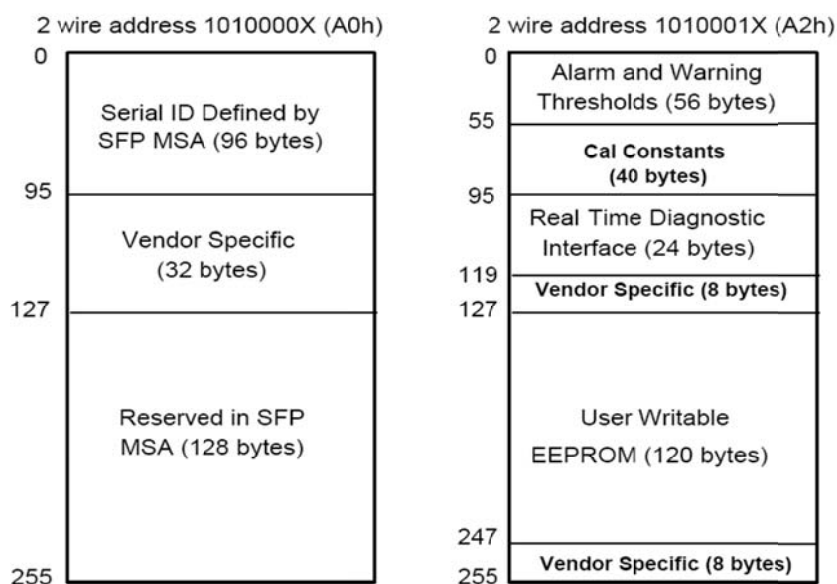 2 wire address 1010000X (A0h)
0
Serial ID Defined by
SFP MSA (96 bytes)
95
Vendor Specific
(32 bytes)
127
Reserved in SFP
MSA (128 bytes)
255
2 wire address 1010001X (A2h)
0
Alarm and Warning
Thresholds (56 bytes)
55
Cal Constants
(40 bytes)
95
Real Time Diagnostic
Interface (24 bytes)
119
Vendor Specific (8 bytes)
127
User Writable
EEPROM (120 bytes)
247
Vendor Specific (8 bytes)
255